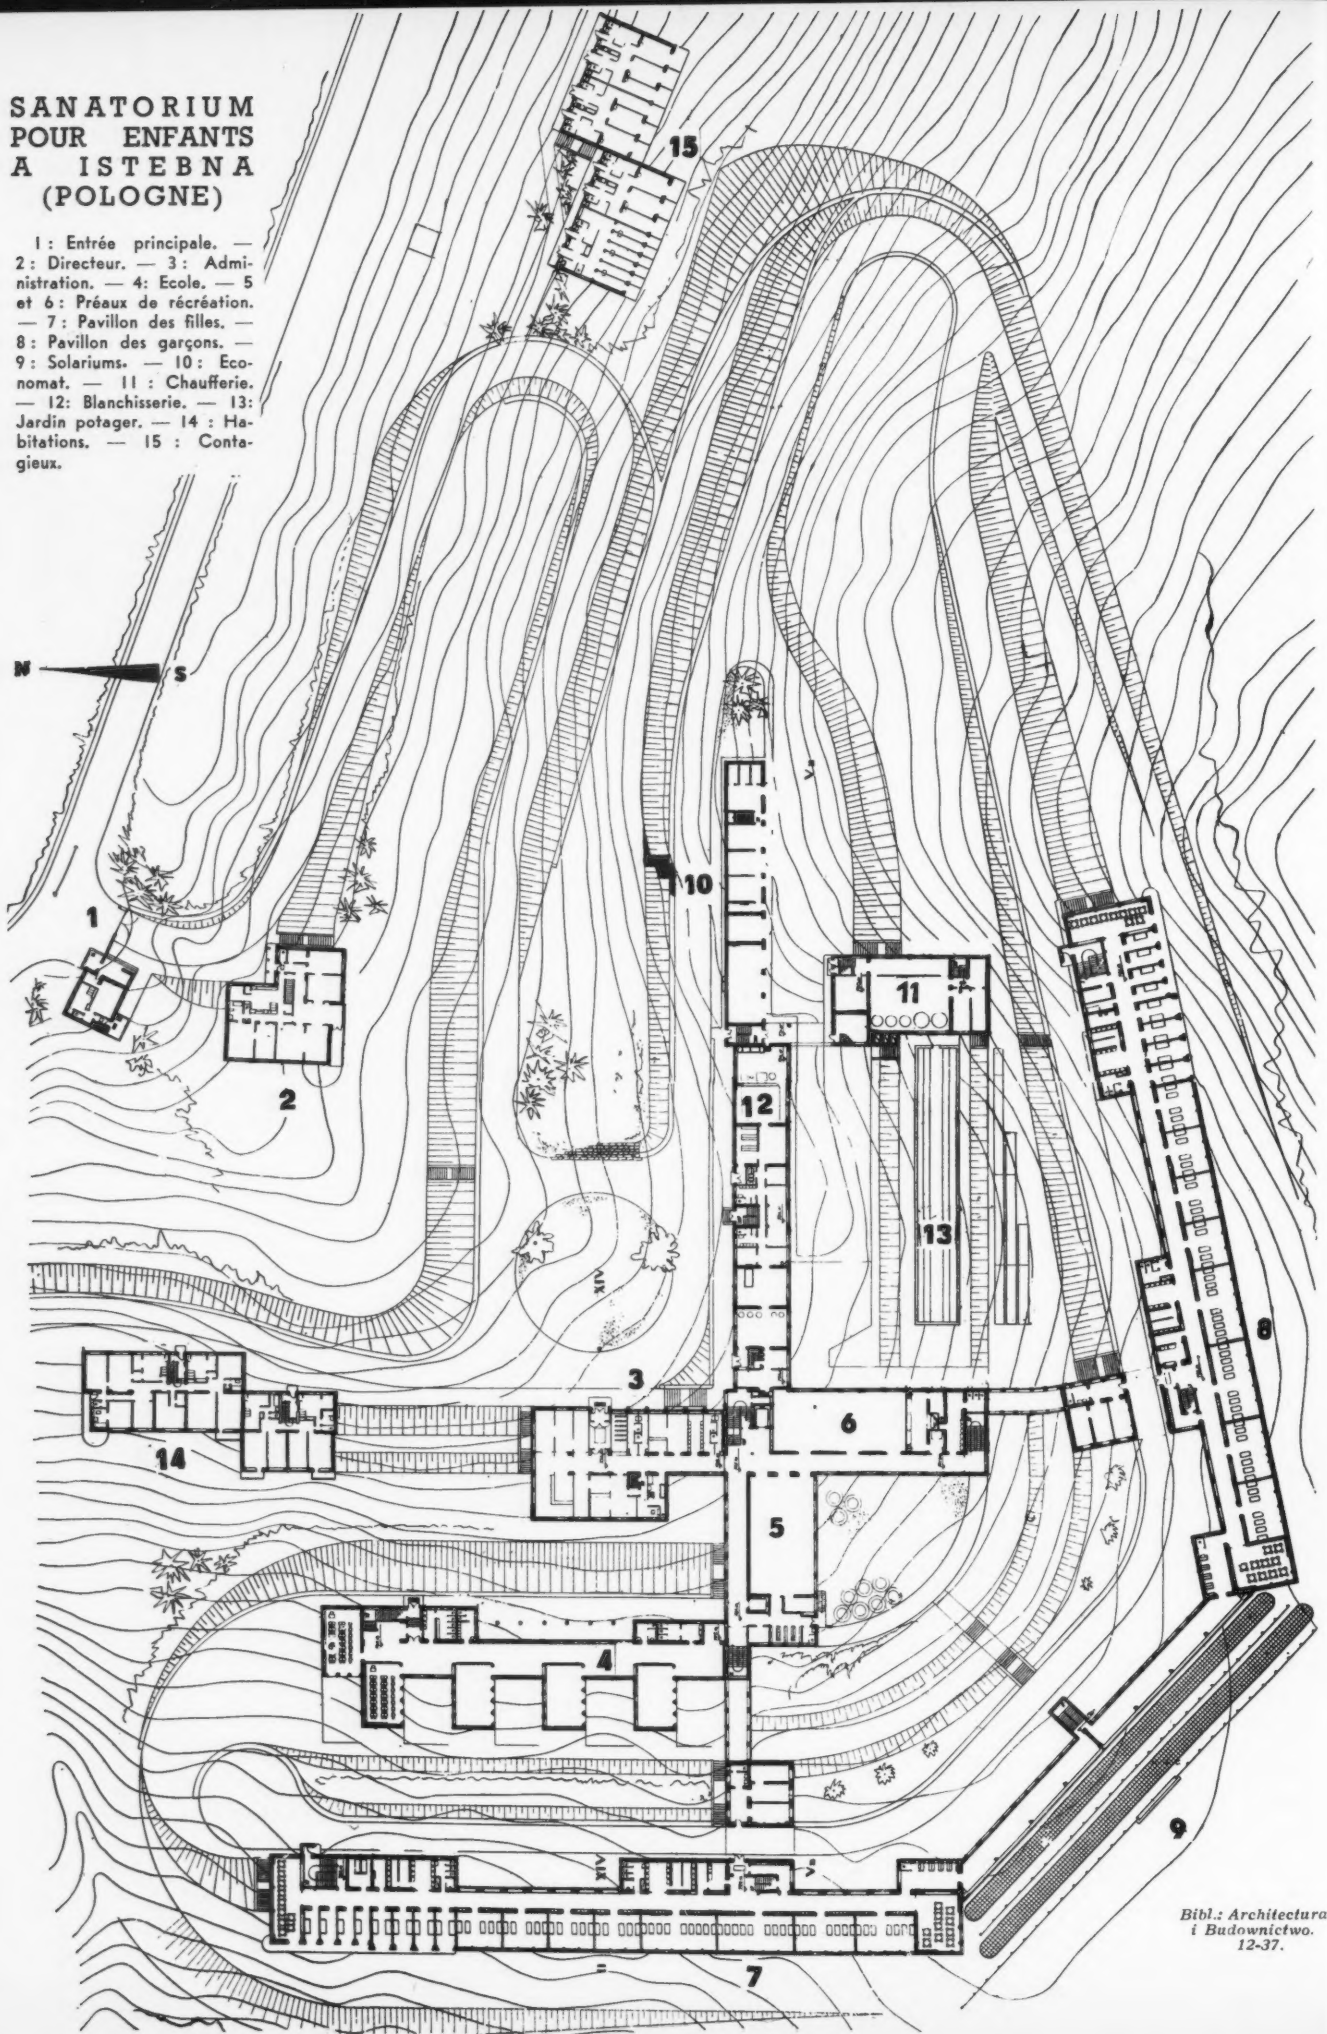 SANATORIUM
POUR ENFANTS
A ISTEBNA
(POLOGNE)
1 : Entrée principale. —
2 : Directeur. — 3 : Admi-
nistration. — 4: Ecole. — 5
et 6 : Préaux de récréation.
— 7 : Pavillon des filles. —
8 : Pavillon des garçons. —
9 : Solariums. — 10 : Eco-
nomat. — 11 : Chaufferie.
— 12: Blanchisserie. — 13:
Jardin potager. — 14 : Ha-
bitations. — 15 : Conta-
gieux.
15
N
S
10
1
11
2
12
13
XIV
8
3
6
14
5
4
9
XIV
7
Bibl.: Architectura
i Budownictwo.
12-37.